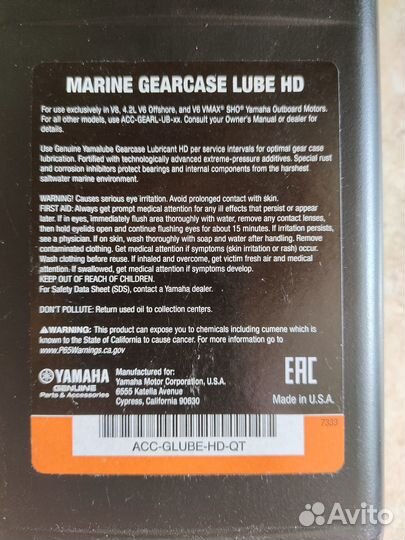 MARINE GEARCASE LUBE HD
For use exclusively in V8, 4.2L V6 Offshore, and V6 VMAX® SHO® Yamaha Outboard Motors.
For all other models, use ACC-GEARL-UB-xx. Consult your Owner's Manual or dealer for
details.
Use Genuine Yamalube Gearcase Lubricant HD per service intervals for optimal gear case
lubrication. Fortified with technologically advanced extreme-pressure additives. Special rust
and corrosion inhibitors protect bearings and internal components from the harshest
saltwater marine environment.
WARNING! Causes serious eye irritation. Avoid prolonged contact with skin.
FIRST AID: Always get prompt medical attention for any ill effects that persist or appear
later. If in eyes, immediately flush area thoroughly with water, remove any contact lenses,
then hold eyelids open and continue flushing eyes for about 15 minutes. If irritation persists,
see a physician. If on skin, wash thoroughly with soap and water after handling. Remove
contaminated clothing. Get medical attention if symptoms (skin irritation or rash) occur.
Wash clothing before reuse. If inhaled and overcome, get victim fresh air and medical
attention. If swallowed, get medical attention if symptoms develop.
KEEP OUT OF REACH OF CHILDREN.
For Safety Data Sheet (SDS), contact a Yamaha dealer.
DON'T POLLUTE: Return used oil to collection centers.
⚠WARNING: This product can expose you to chemicals including cumene which is
known to the State of California to cause cancer. For more information go to
www.P65Warnings.ca.gov
YAMAHA
GENUINE
Parts & Accessories
Manufactured for:
Yamaha Motor Corporation, U.S.A.
6555 Katella Avenue
Cypress, California 90630
EAC
Made in U.S.A.
7333
ACC-GLUBE-HD-QT
Avito